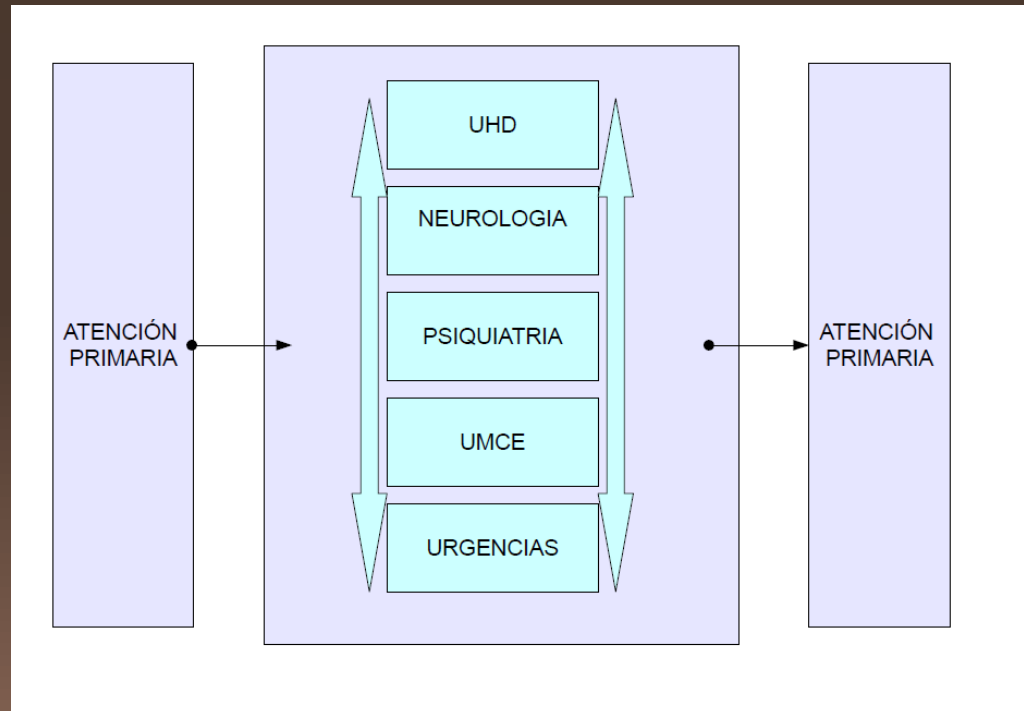 ATENCIÓN
PRIMARIA
UHD
NEUROLOGIA
PSIQUIATRIA
UMCE
URGENCIAS
ATENCIÓN
PRIMARIA